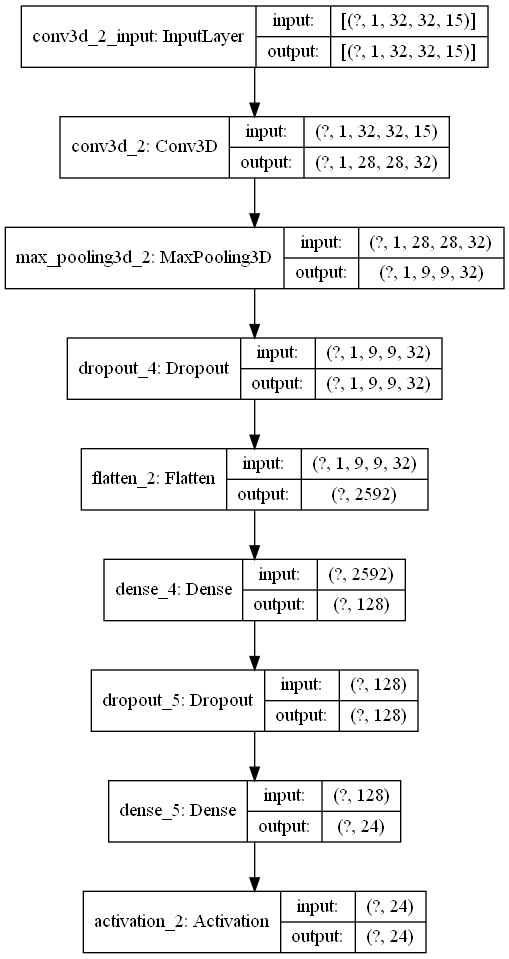 conv3d_2_input: InputLayer
input: [(?, 1, 32, 32, 15)]
output: [(?, 1, 32, 32, 15)]
conv3d_2: Conv3D
input: (?, 1, 32, 32, 15)
output: (?, 1, 28, 28, 32)
max_pooling3d_2: MaxPooling3D
input: (?, 1, 28, 28, 32)
output: (?, 1, 9, 9, 32)
dropout_4: Dropout
input: (?, 1, 9, 9, 32)
output: (?, 1, 9, 9, 32)
flatten_2: Flatten
input: (?, 1, 9, 9, 32)
output: (?, 2592)
dense_4: Dense
input: (?, 2592)
output: (?, 128)
dropout_5: Dropout
input: (?, 128)
output: (?, 128)
dense_5: Dense
input: (?, 128)
output: (?, 24)
activation_2: Activation
input: (?, 24)
output: (?, 24)